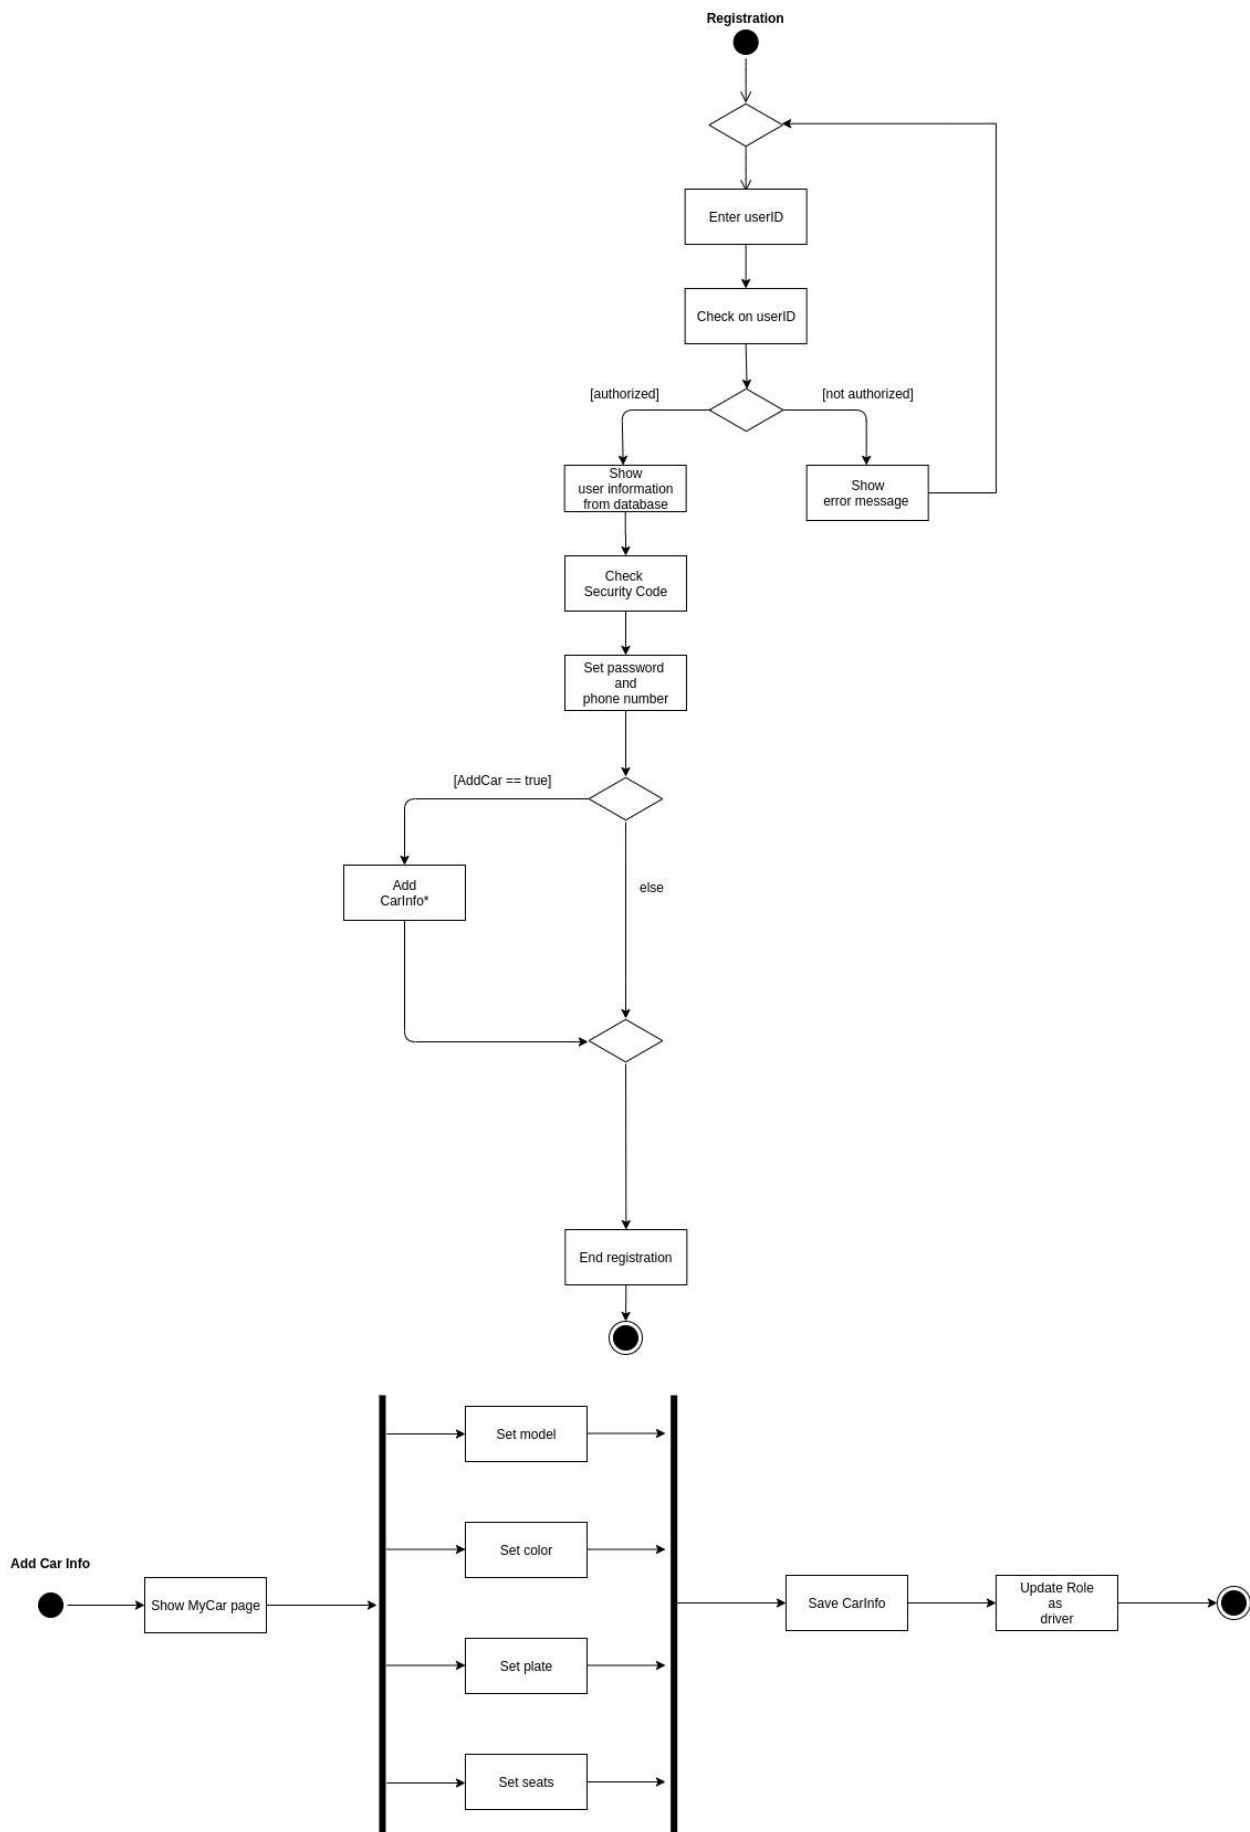 Registration
Enter userID
Check on userID
[authorized]
[not authorized]
Show
user information
from database
Show
error message
Check
Security Code
Set password
and
phone number
[AddCar == true]
else
Add
CarInfo*
End registration
Set model
Set color
Add Car Info
Show MyCar page
Save CarInfo
Update Role
as
driver
Set plate
Set seats